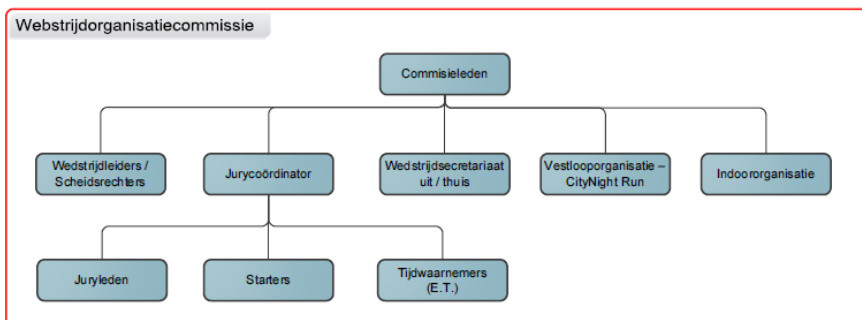 Webstrijdorganisatiecommissie
Commisieleden
Wedstrijdleiders /
Scheidsrechters
Jurycoördinator
Wedstrijdsecretariaat
uit / thuis
Vestlooporganisatie –
CityNight Run
Indoororganisatie
Juryleden
Starters
Tijdwaarnemers
(E.T.)